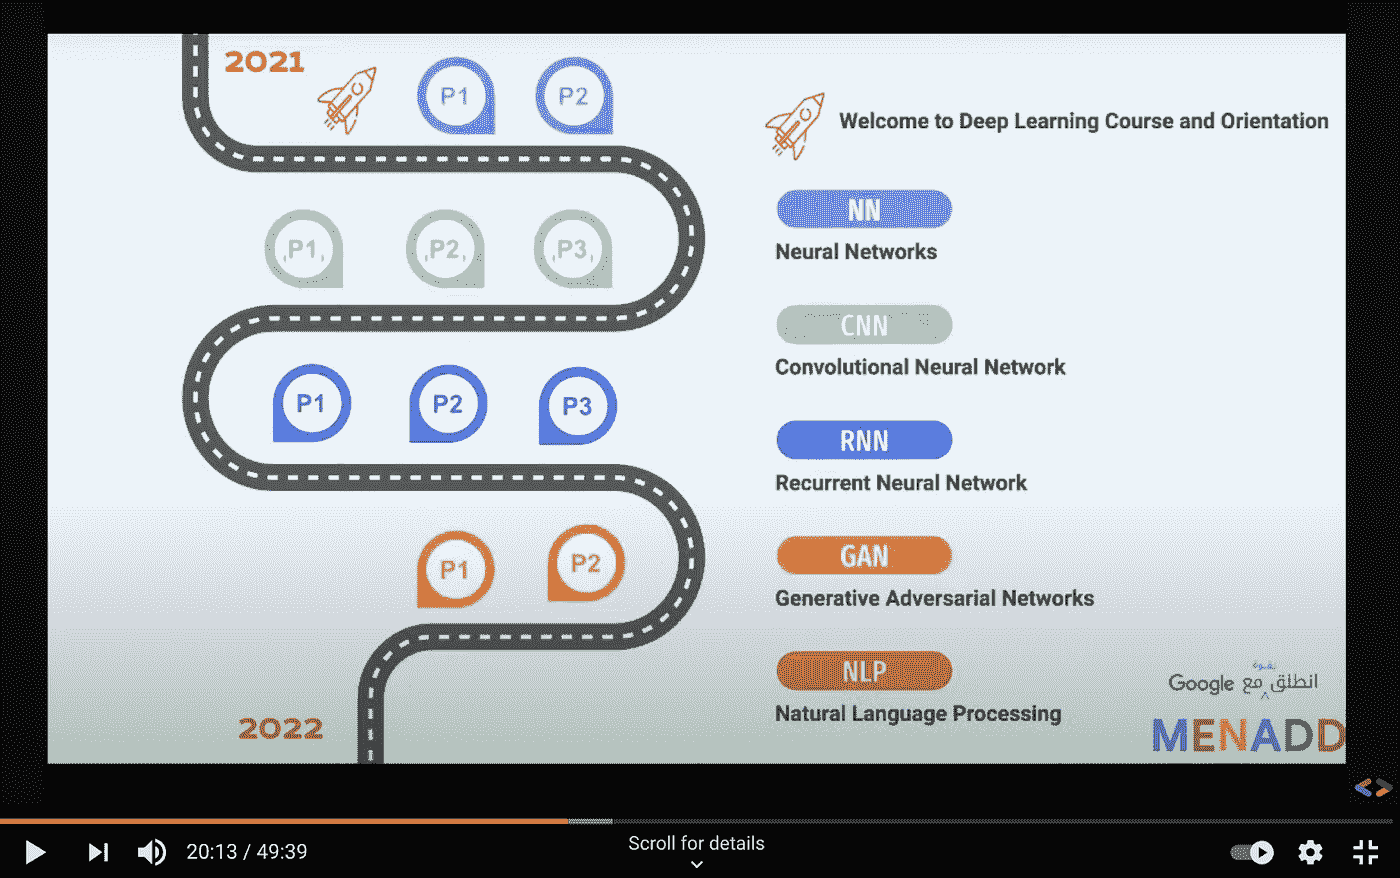 2021
P1 P2
P1 P2 P3
P1 P2 P3
P1 P2
2022
Welcome to Deep Learning Course and Orientation
NN
Neural Networks
CNN
Convolutional Neural Network
RNN
Recurrent Neural Network
GAN
Generative Adversarial Networks
NLP
Natural Language Processing
بقوة
انطلق مع Google
MENADD
20:13 / 49:39
Scroll for details